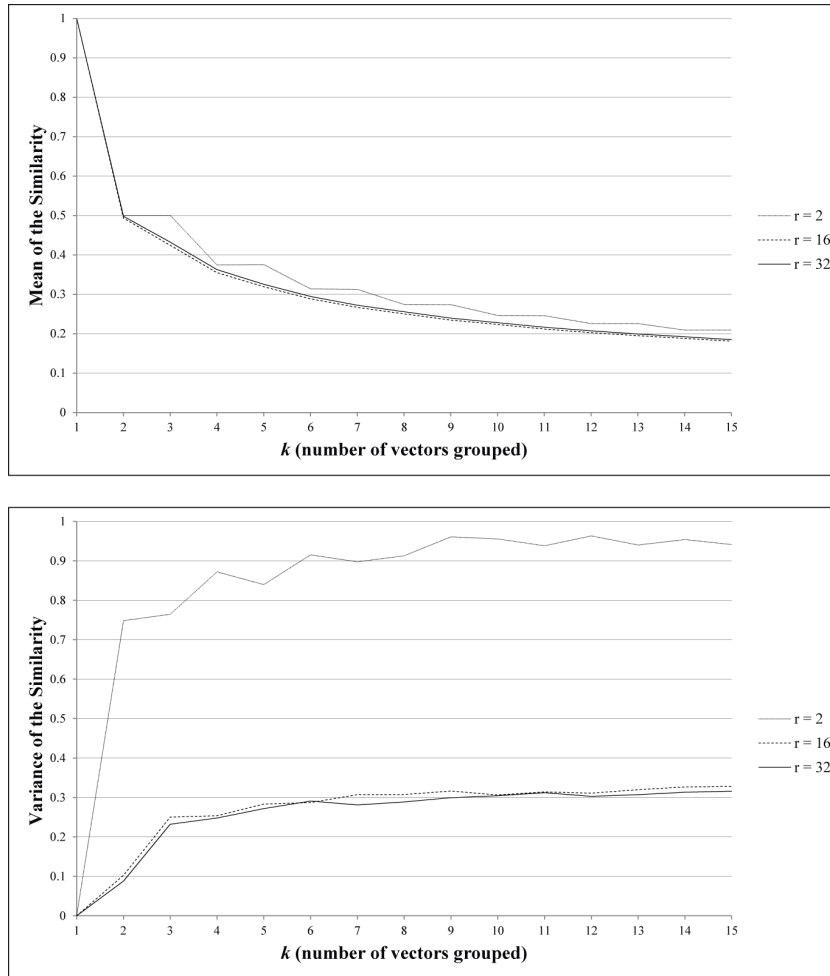 1
0.9
0.8
0.7
0.6
0.5
0.4
0.3
0.2
0.1
0
Mean of the Similarity
1 2 3 4 5 6 7 8 9 10 11 12 13 14 15
k (number of vectors grouped)
r = 2
r = 16
r = 32
1
0.9
0.8
0.7
0.6
0.5
0.4
0.3
0.2
0.1
0
Variance of the Similarity
1 2 3 4 5 6 7 8 9 10 11 12 13 14 15
k (number of vectors grouped)
r = 2
r = 16
r = 32